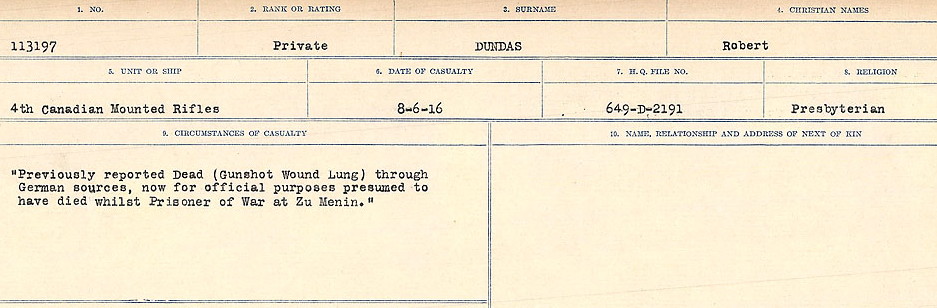 1. NO. 2. RANK OR RATING 3. SURNAME 4. CHRISTIAN NAMES
113197 Private DUNDAS Robert
5. UNIT OR SHIP 6. DATE OF CASUALTY 7. H.Q. FILE NO. 8. RELIGION
4th Canadian Mounted Rifles 8-6-16 649-D-2191 Presbyterian
9. CIRCUMSTANCES OF CASUALTY 10. NAME, RELATIONSHIP AND ADDRESS OF NEXT OF KIN
"Previously reported Dead (Gunshot Wound Lung) through
German sources, now for official purposes presumed to
have died whilst Prisoner of War at Zu Menin."